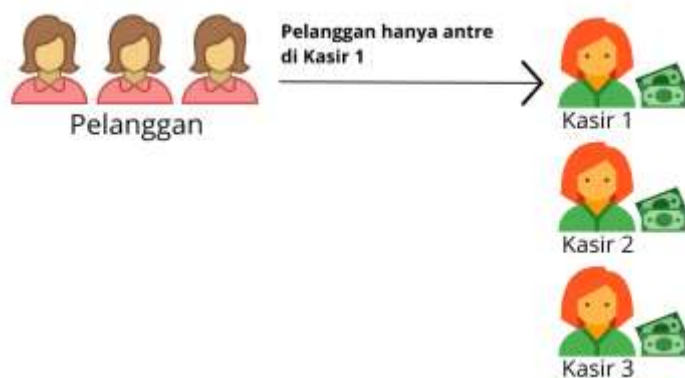 Pelanggan hanya antre
di Kasir 1
Pelanggan
Kasir 1
Kasir 2
Kasir 3